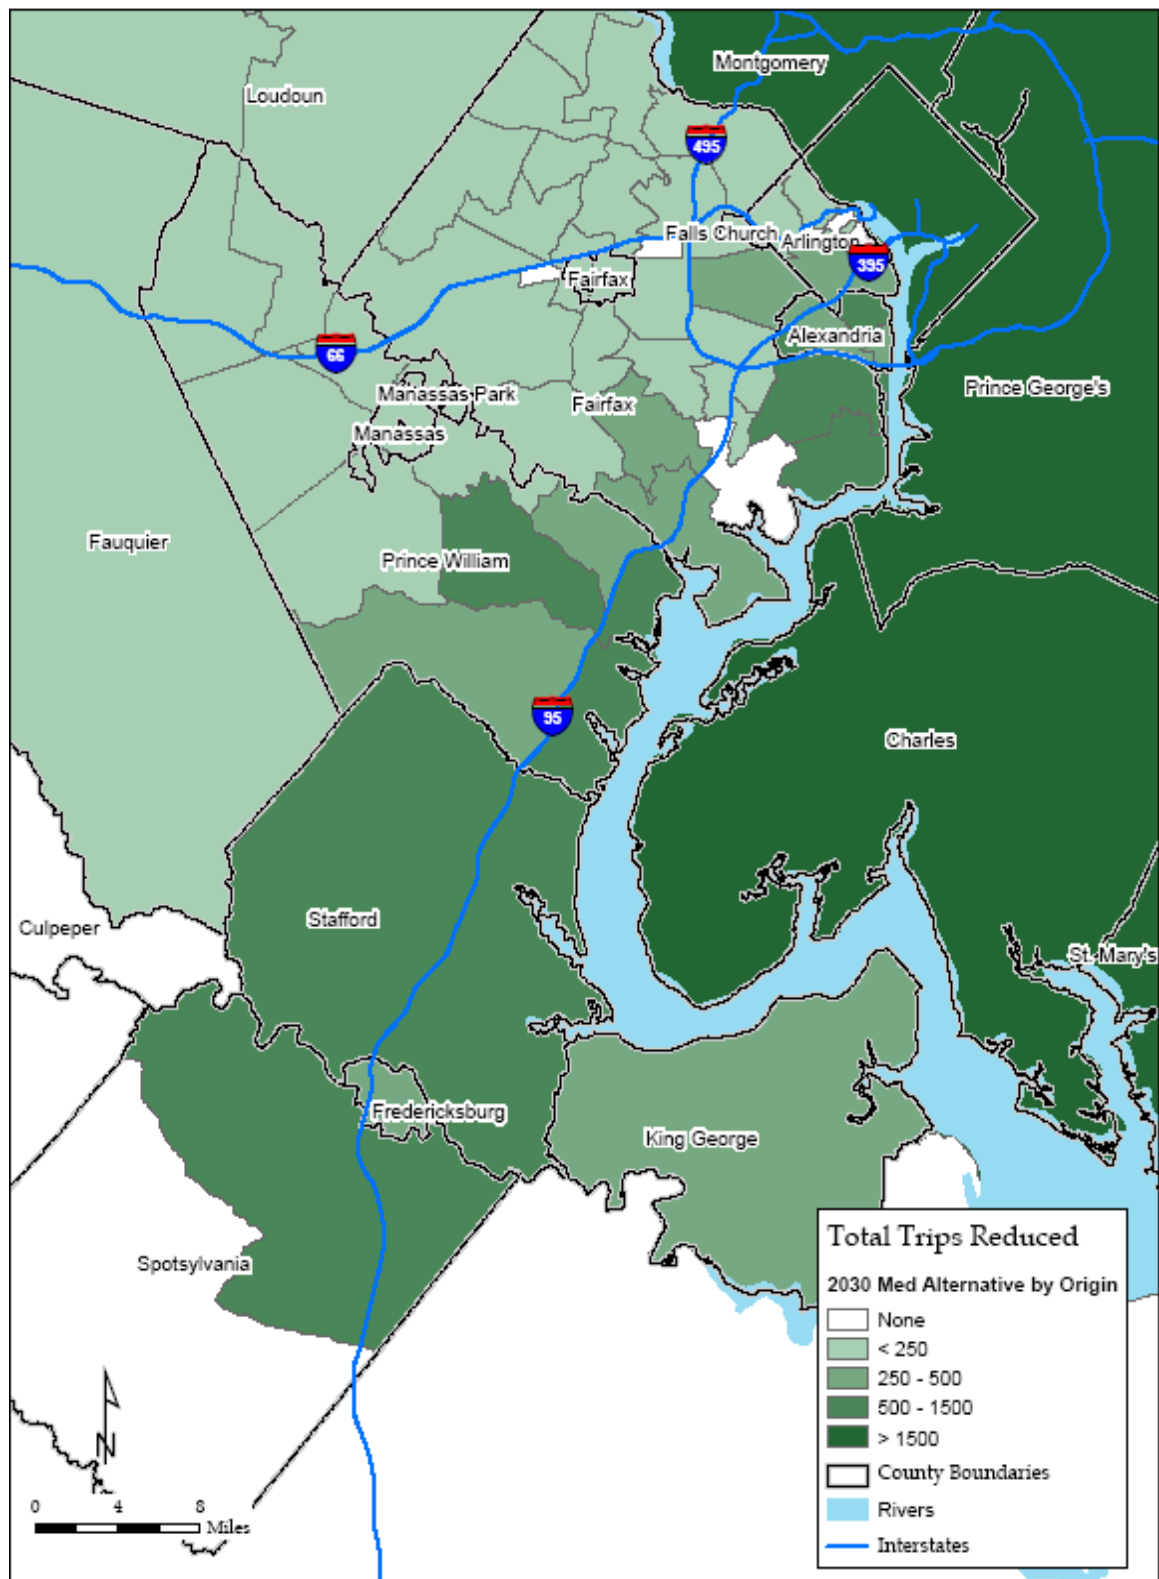 Montgomery
Loudoun
495
Falls Church
Arlington
395
Fairfax
Alexandria
66
Manassas Park
Fairfax
Prince George's
Manassas
Fauquier
Prince William
95
Charles
Stafford
Culpeper
St. Mary's
Fredericksburg
King George
Spotsylvania
Total Trips Reduced
2030 Med Alternative by Origin
None
< 250
250 - 500
500 - 1500
> 1500
County Boundaries
Rivers
Interstates
N
0 4 8
Miles